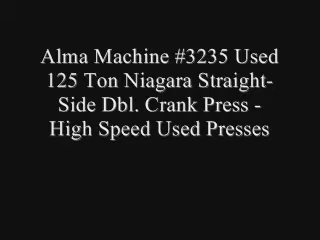 Alma Machine #3235 Used
125 Ton Niagara Straight-
Side Dbl. Crank Press -
High Speed Used Presses